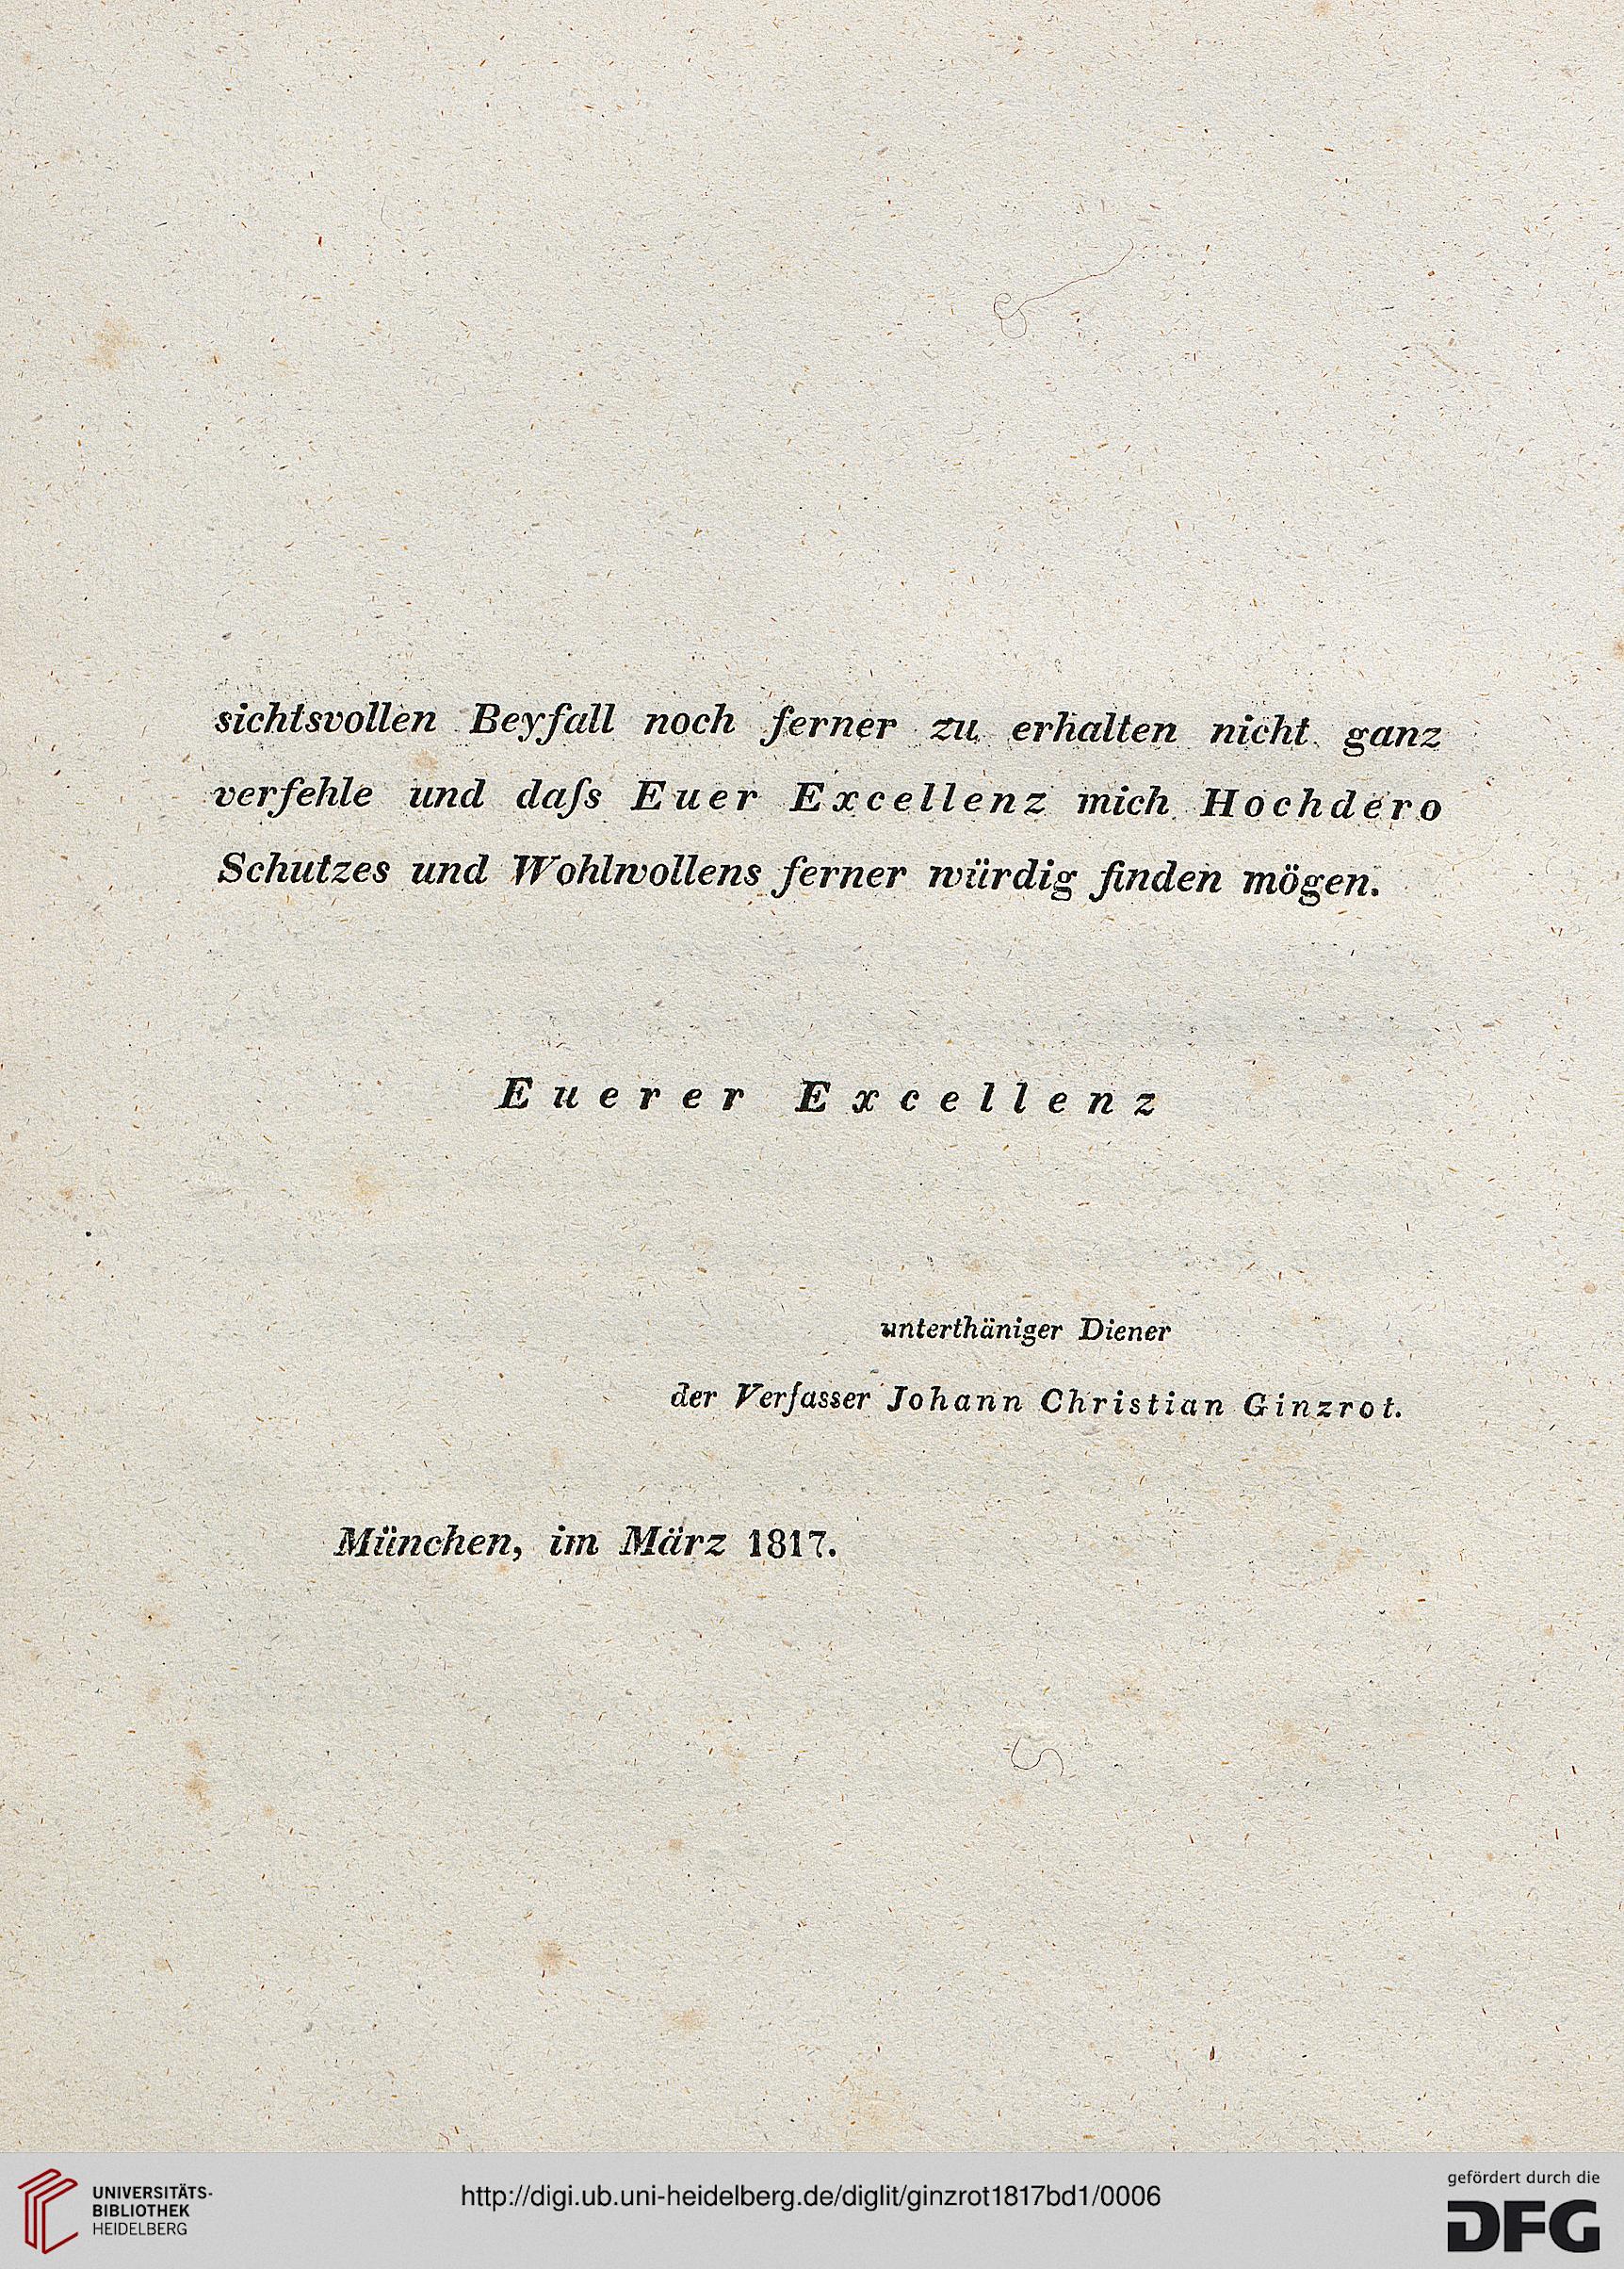 sichtsvollen Beyfall noch ferner zu erhalten nicht ganz
verfehle und daſs Euer Excellenz mich Hochdero
Schutzes und Wohlwollens ferner würdig finden mögen.
Euerer Excellenz
unterthäniger Diener
der Verfasser Johann Christian Ginzrot.
München, im März 1817.
UNIVERSITÄTS-
BIBLIOTHEK
HEIDELBERG
http://digi.ub.uni-heidelberg.de/diglit/ginzrot1817bd1/0006
gefördert durch die
DFG